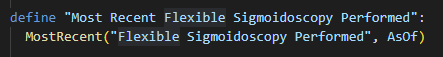 define "Most Recent Flexible Sigmoidoscopy Performed":
MostRecent("Flexible Sigmoidoscopy Performed", AsOf)